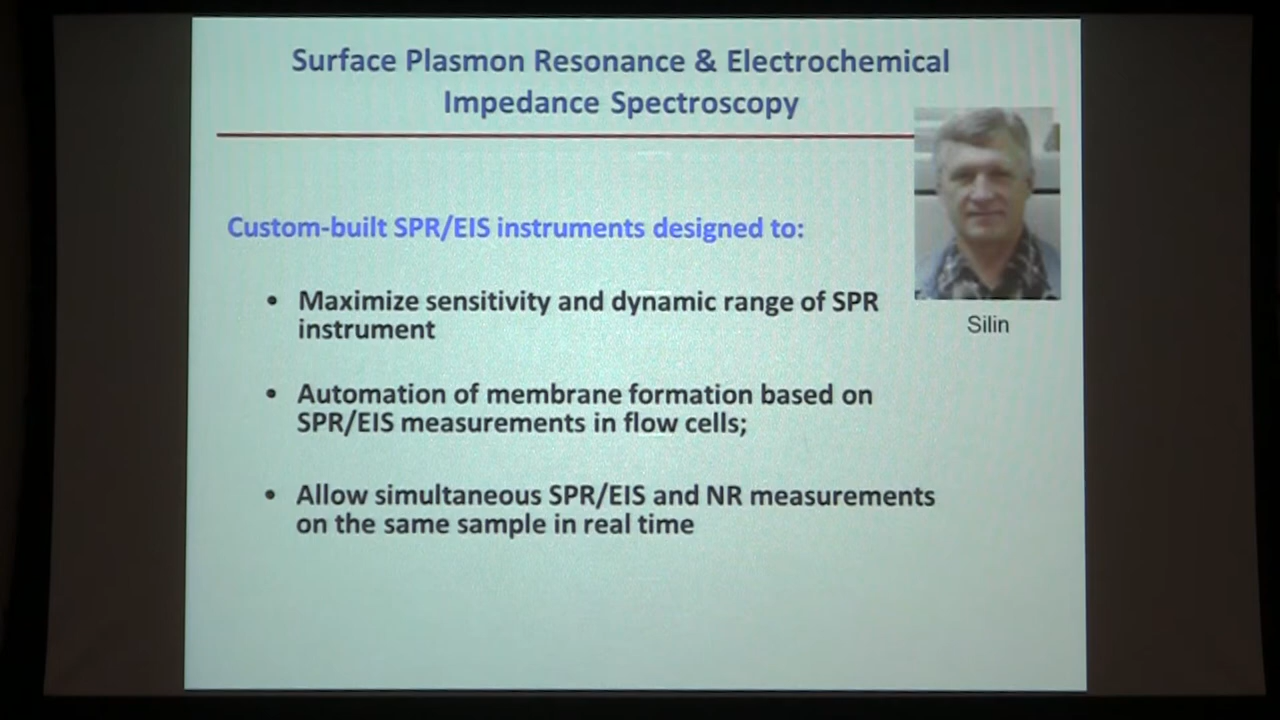 Surface Plasmon Resonance & Electrochemical
Impedance Spectroscopy
Custom-built SPR/EIS instruments designed to:
• Maximize sensitivity and dynamic range of SPR
instrument
Silin
• Automation of membrane formation based on
SPR/EIS measurements in flow cells;
• Allow simultaneous SPR/EIS and NR measurements
on the same sample in real time